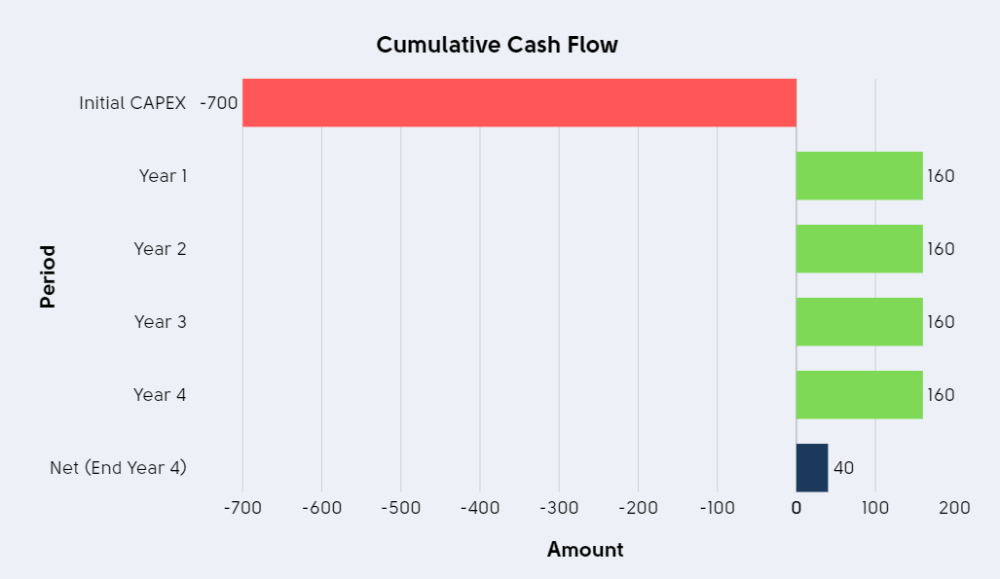 Cumulative Cash Flow
Initial CAPEX -700
Year 1 160
Year 2 160
Year 3 160
Year 4 160
Net (End Year 4) 40
Period
-700 -600 -500 -400 -300 -200 -100 0 100 200
Amount